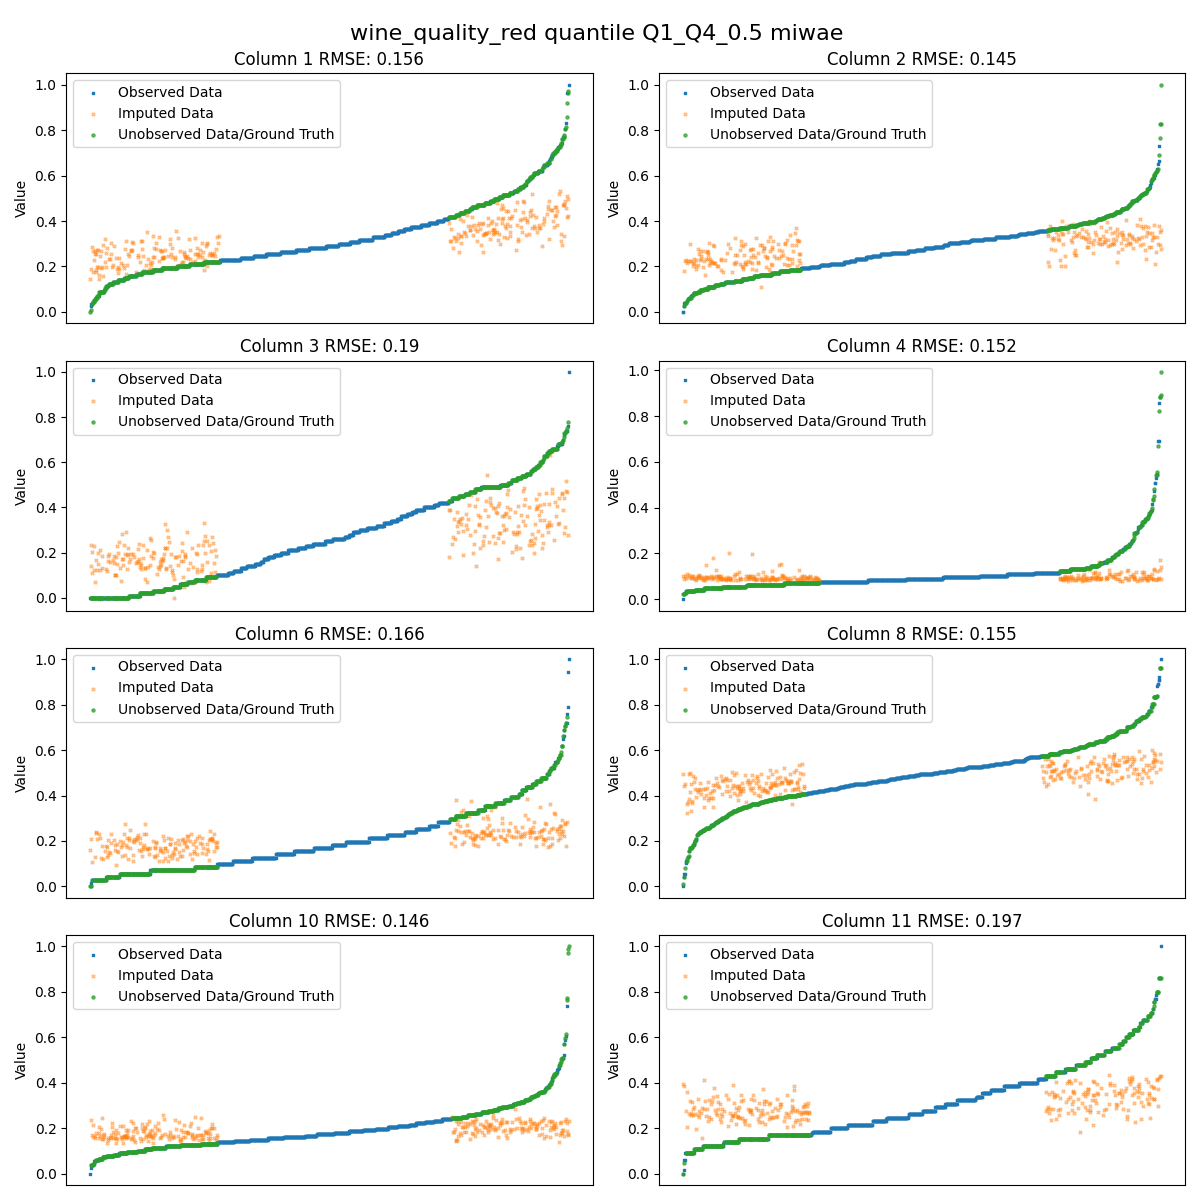 wine_quality_red quantile Q1_Q4_0.5 miwae
Column 1 RMSE: 0.156
1.0
0.8
0.6
0.4
0.2
0.0
Value
Observed Data
Imputed Data
Unobserved Data/Ground Truth
Column 2 RMSE: 0.145
1.0
0.8
0.6
0.4
0.2
0.0
Value
Observed Data
Imputed Data
Unobserved Data/Ground Truth
Column 3 RMSE: 0.19
1.0
0.8
0.6
0.4
0.2
0.0
Value
Observed Data
Imputed Data
Unobserved Data/Ground Truth
Column 4 RMSE: 0.152
1.0
0.8
0.6
0.4
0.2
0.0
Value
Observed Data
Imputed Data
Unobserved Data/Ground Truth
Column 6 RMSE: 0.166
1.0
0.8
0.6
0.4
0.2
0.0
Value
Observed Data
Imputed Data
Unobserved Data/Ground Truth
Column 8 RMSE: 0.155
1.0
0.8
0.6
0.4
0.2
0.0
Value
Observed Data
Imputed Data
Unobserved Data/Ground Truth
Column 10 RMSE: 0.146
1.0
0.8
0.6
0.4
0.2
0.0
Value
Observed Data
Imputed Data
Unobserved Data/Ground Truth
Column 11 RMSE: 0.197
1.0
0.8
0.6
0.4
0.2
0.0
Value
Observed Data
Imputed Data
Unobserved Data/Ground Truth